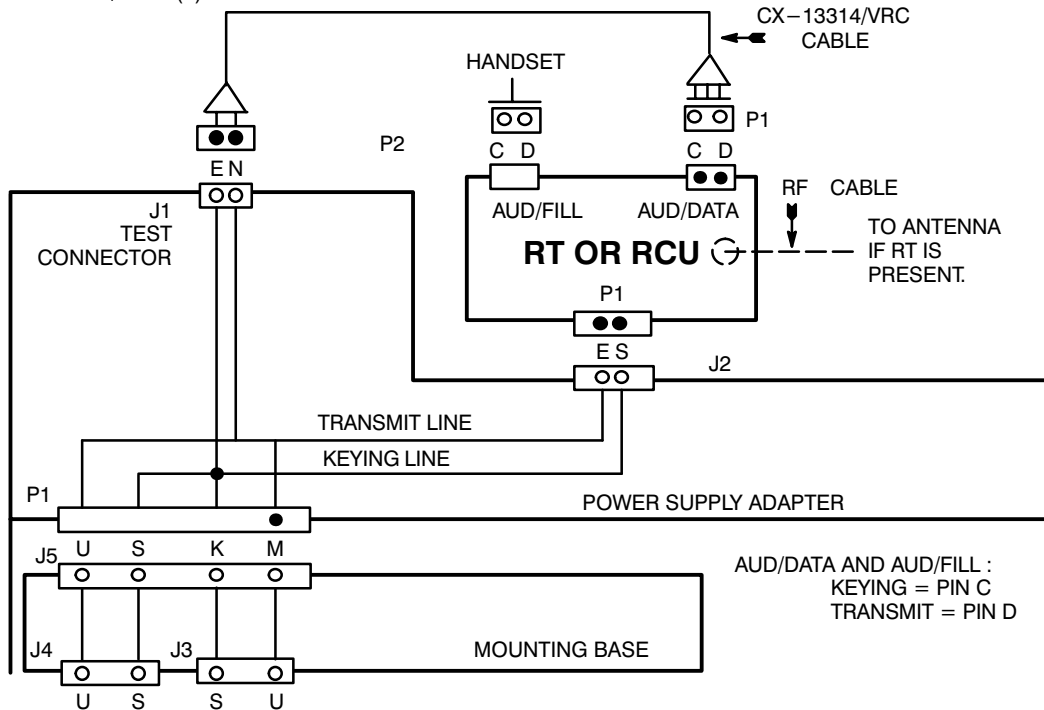 CX−13314/VRC
CABLE
HANDSET
P1
P2
C D
C D
E N
J1
TEST
CONNECTOR
AUD/FILL
AUD/DATA
RF CABLE
RT OR RCU
TO ANTENNA
IF RT IS
PRESENT.
P1
E S
J2
TRANSMIT LINE
KEYING LINE
P1
POWER SUPPLY ADAPTER
J5
U S K M
AUD/DATA AND AUD/FILL :
KEYING = PIN C
TRANSMIT = PIN D
J4
J3
MOUNTING BASE
U S S U